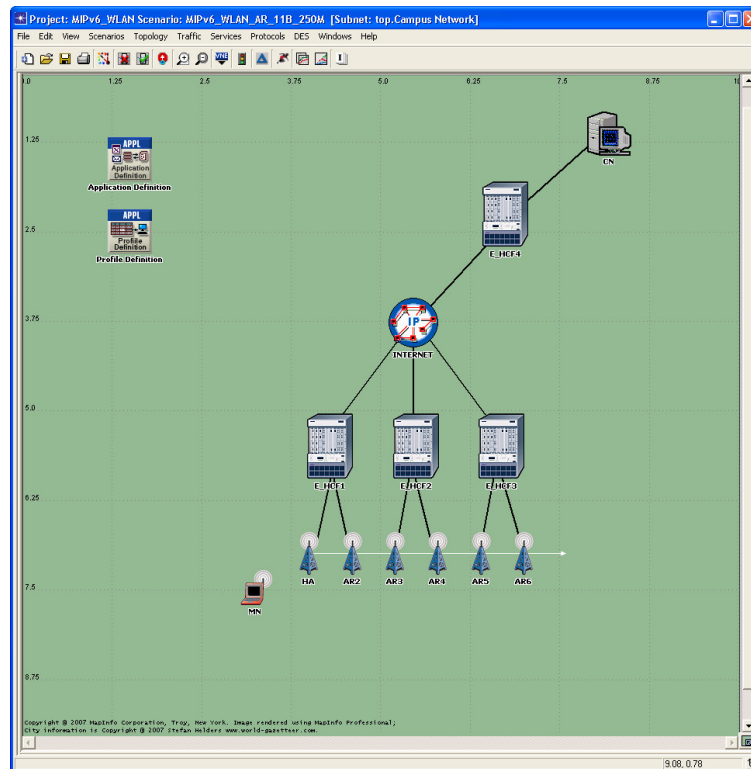 Project: MIPv6_WLAN Scenario: MIPv6_WLAN_AR_11B_250M [Subnet: top.Campus Network]
File Edit View Scenarios Topology Traffic Services Protocols DES Windows Help
1.25 2.5 3.75 5.0 6.25 7.5 8.75
1.25
APPL
Application
Definition
Application Definition
CN
APPL
Profile
Definition
Profile Definition
2.5
E_HCF4
3.75
IP
INTERNET
5.0
E_HCF1 E_HCF2 E_HCF3
6.25
HA AR2 AR3 AR4 AR5 AR6
7.5
MN
8.75
Copyright @ 2007 MapInfo Corporation, Troy, New York. Image rendered using MapInfo Professional;
City information is Copyright @ 2007 Stefan Helders www.world-gazetteer.com.
9.08, 0.78